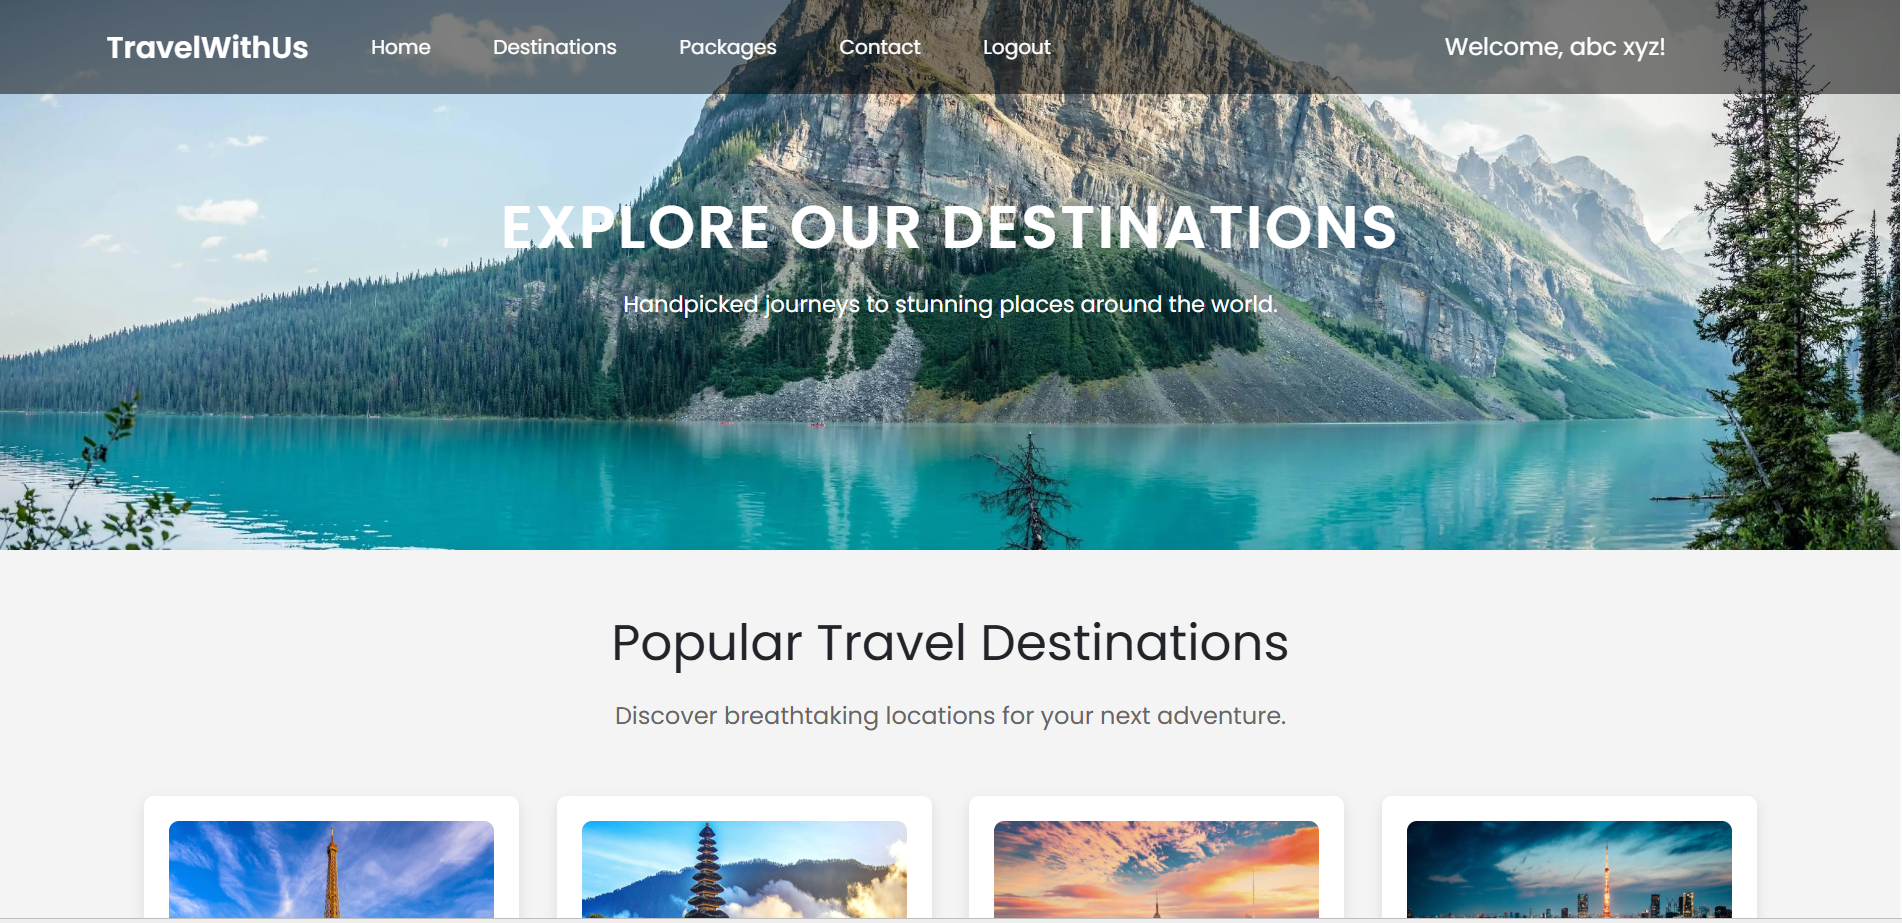 TravelWithUs Home Destinations Packages Contact Logout Welcome, abc xyz!
EXPLORE OUR DESTINATIONS
Handpicked journeys to stunning places around the world.
Popular Travel Destinations
Discover breathtaking locations for your next adventure.